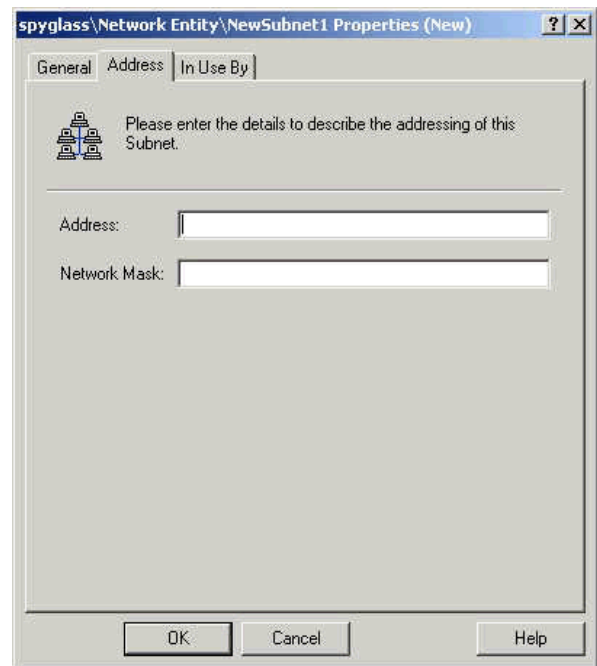 spyglass\Network Entity\NewSubnet1 Properties (New)
General Address In Use By
Please enter the details to describe the addressing of this
Subnet.
Address:
Network Mask:
OK Cancel Help